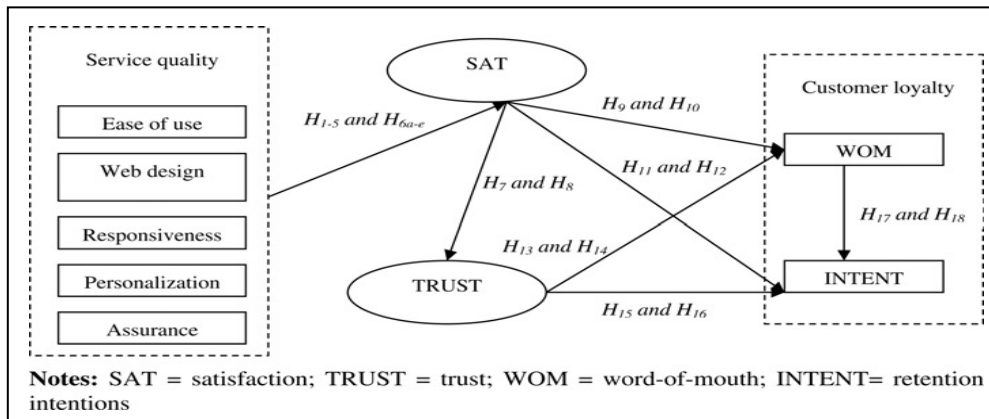 Service quality
Ease of use
Web design
Responsiveness
Personalization
Assurance
H1-5 and H6a-e
SAT
H7 and H8
TRUST
H9 and H10
H11 and H12
H13 and H14
H15 and H16
Customer loyalty
WOM
H17 and H18
INTENT
Notes: SAT = satisfaction; TRUST = trust; WOM = word-of-mouth; INTENT= retention
intentions